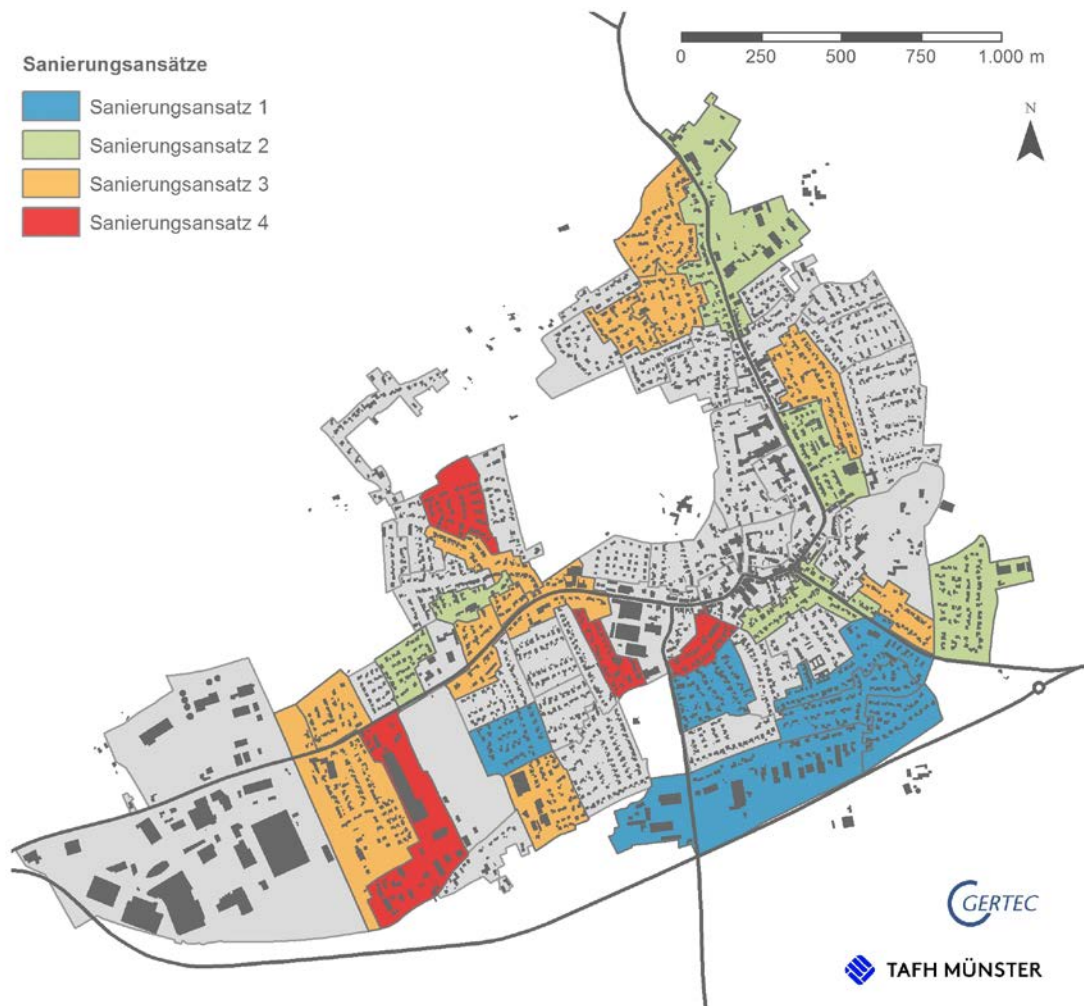 Sanierungsansätze
Sanierungsansatz 1
Sanierungsansatz 2
Sanierungsansatz 3
Sanierungsansatz 4
0 250 500 750 1.000 m
N
GERTEC
TAFH MÜNSTER